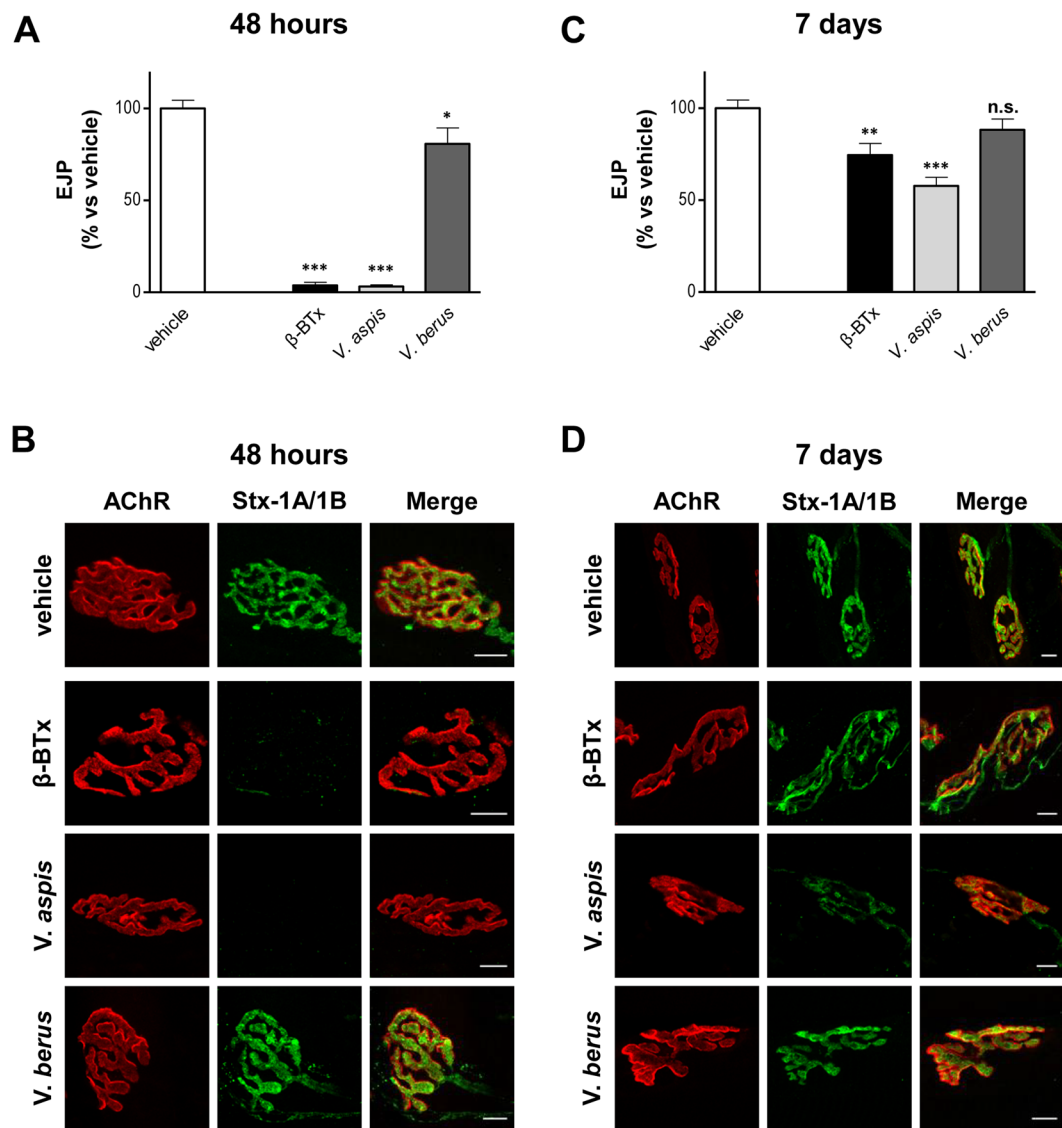 A
48 hours
EJP
(% vs vehicle)
100
50
0
***
***
*
vehicle
β-BTx
V. aspis
V. berus
C
7 days
EJP
(% vs vehicle)
100
50
0
**
***
n.s.
vehicle
β-BTx
V. aspis
V. berus
B
48 hours
AChR Stx-1A/1B Merge
vehicle
β-BTx
V. aspis
V. berus
D
7 days
AChR Stx-1A/1B Merge
vehicle
β-BTx
V. aspis
V. berus